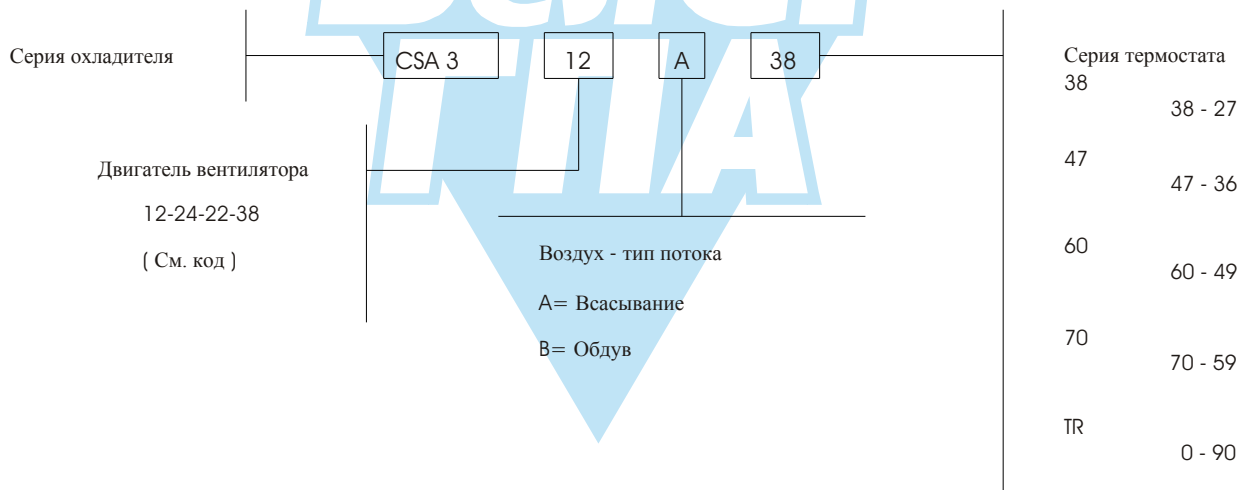 Серия охладителя
CSA 3
12
A
38
Серия термостата
38
38 - 27
47
47 - 36
60
60 - 49
70
70 - 59
TR
0 - 90
Двигатель вентилятора
12-24-22-38
( См. код )
Воздух - тип потока
A= Всасывание
B= Обдув